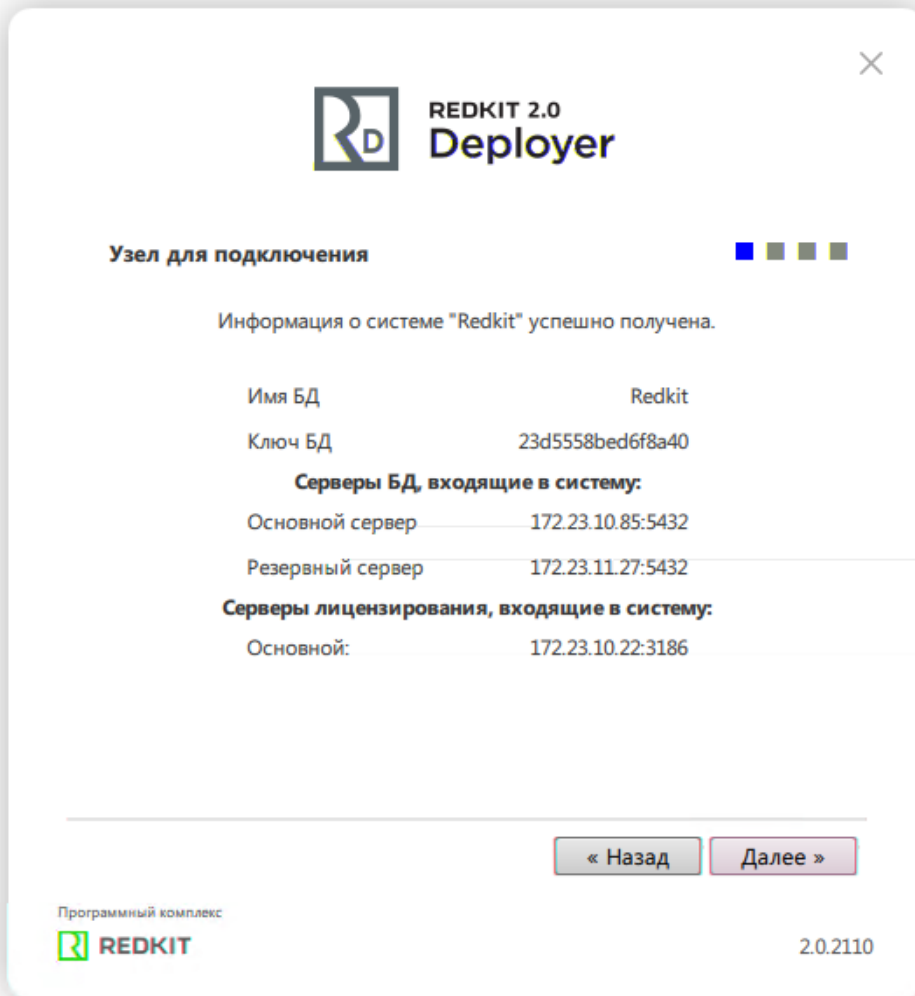 REDKIT 2.0
Deployer
Узел для подключения
Информация о системе "Redkit" успешно получена.
Имя БД Redkit
Ключ БД 23d5558bed6f8a40
Серверы БД, входящие в систему:
Основной сервер 172.23.10.85:5432
Резервный сервер 172.23.11.27:5432
Серверы лицензирования, входящие в систему:
Основной: 172.23.10.22:3186
« Назад Далее »
Программный комплекс
REDKIT 2.0.2110